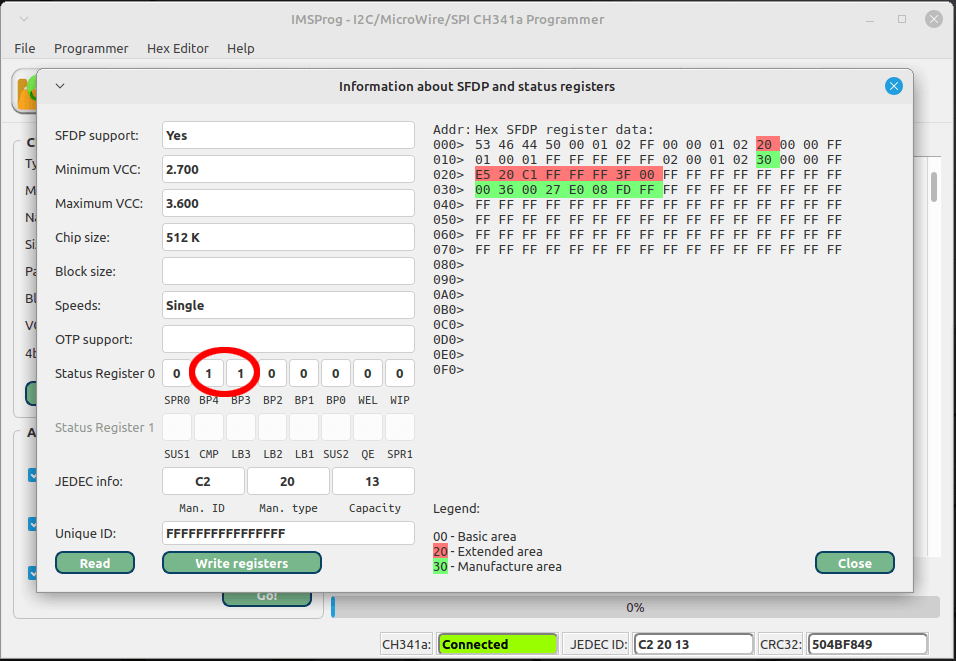 IMSProg - I2C/MicroWire/SPI CH341a Programmer
File Programmer Hex Editor Help
Information about SFDP and status registers
SFDP support: Yes
Minimum VCC: 2.700
Maximum VCC: 3.600
Chip size: 512 K
Block size:
Speeds: Single
OTP support:
Status Register 0 0 1 1 0 0 0 0 0
SPR0 BP4 BP3 BP2 BP1 BP0 WEL WIP
Status Register 1
SUS1 CMP LB3 LB2 LB1 SUS2 QE SPR1
JEDEC info: C2 20 13
Man. ID Man. type Capacity
Unique ID: FFFFFFFFFFFFFFFF
Read Write registers
Addr: Hex SFDP register data:
000> 53 46 44 50 00 01 02 FF 00 00 01 02 20 00 00 FF
010> 01 00 01 FF FF FF FF FF 02 00 01 02 30 00 00 FF
020> E5 20 C1 FF FF FF 3F 00 FF FF FF FF FF FF FF FF
030> 00 36 00 27 E0 08 FD FF FF FF FF FF FF FF FF FF
040> FF FF FF FF FF FF FF FF FF FF FF FF FF FF FF FF
050> FF FF FF FF FF FF FF FF FF FF FF FF FF FF FF FF
060> FF FF FF FF FF FF FF FF FF FF FF FF FF FF FF FF
070> FF FF FF FF FF FF FF FF FF FF FF FF FF FF FF FF
080>
090>
0A0>
0B0>
0C0>
0D0>
0E0>
0F0>
Legend:
00 - Basic area
20 - Extended area
30 - Manufacture area
Close
Go!
0%
CH341a: Connected JEDEC ID: C2 20 13 CRC32: 504BF849